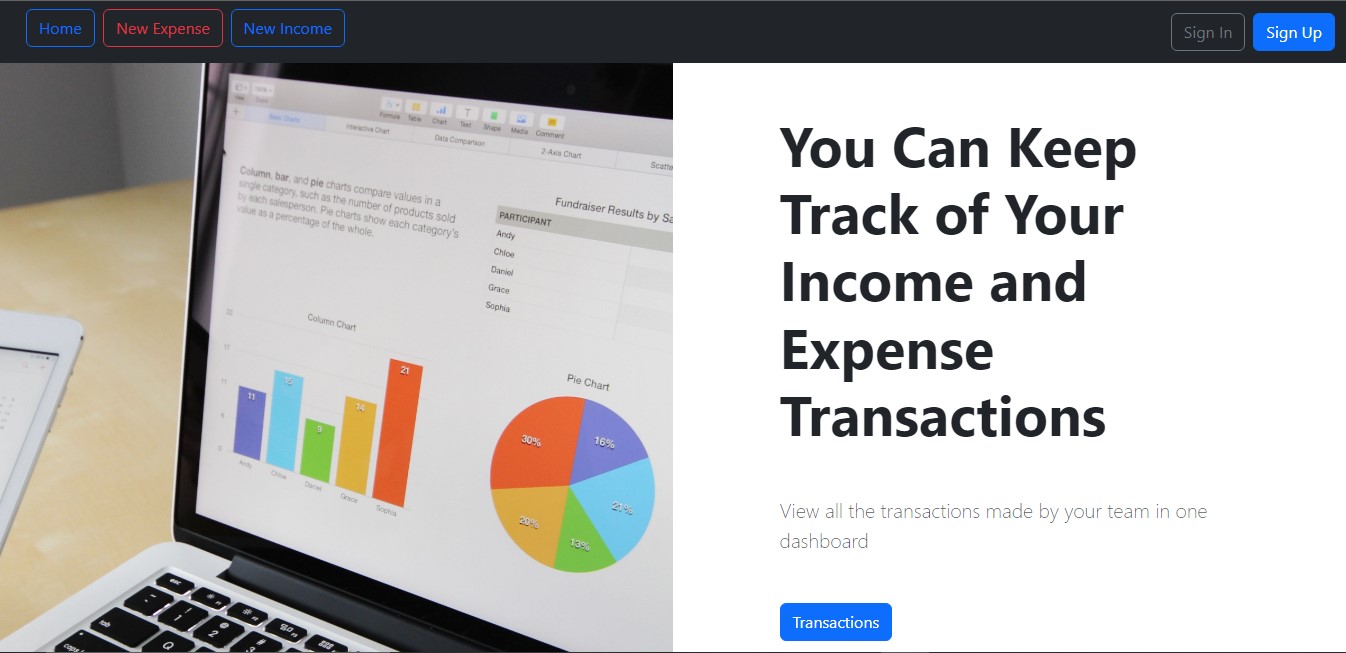 Home
New Expense
New Income
Sign In
Sign Up
Formula
Table
Chart
Text
Shape
Media
Comment
Basic Charts
Interactive Chart
Data Comparison
2-Axis Chart
Column, bar, and pie charts compare values in a
single category, such as the number of products sold
by each salesperson. Pie charts show each category's
value as a percentage of the whole.
Fundraiser Results by Sa
PARTICIPANT
Andy
Chloe
Daniel
Grace
Sophia
Column Chart
11
15
9
14
21
Andy
Chloe
Daniel
Grace
Sophia
Pie Chart
30%
16%
21%
13%
20%
esc
tab
Q
1
2
3
You Can Keep
Track of Your
Income and
Expense
Transactions
View all the transactions made by your team in one
dashboard
Transactions